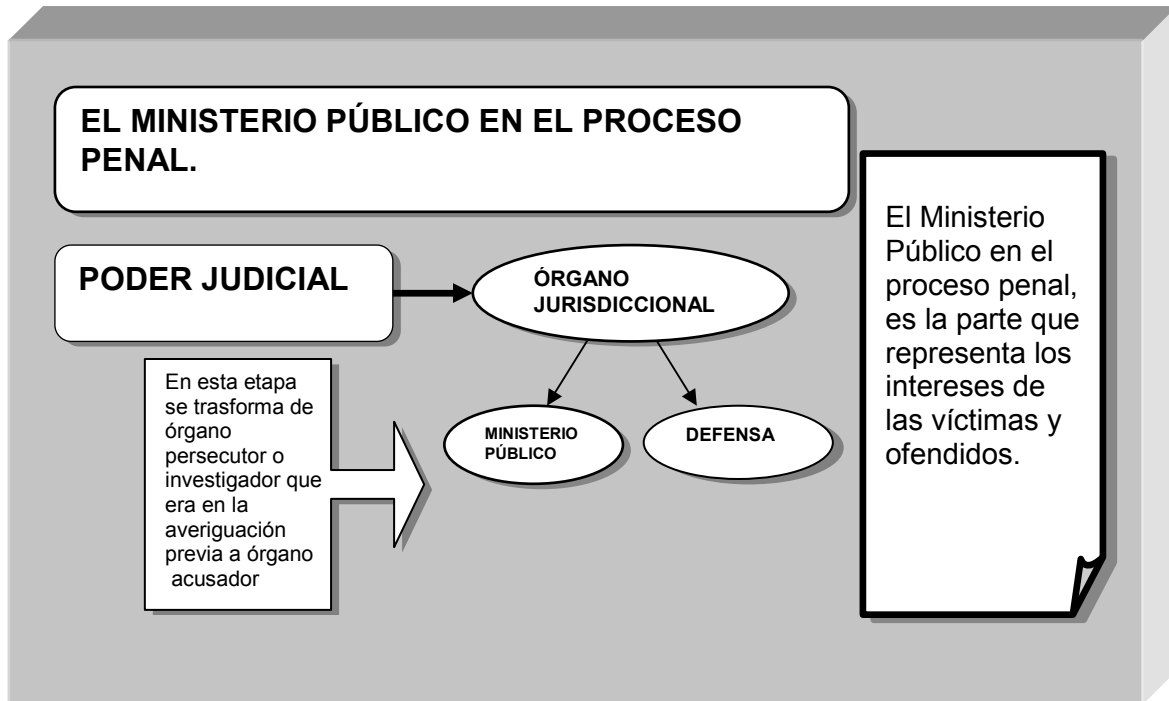 EL MINISTERIO PÚBLICO EN EL PROCESO
PENAL.
PODER JUDICIAL
ÓRGANO
JURISDICCIONAL
En esta etapa
se trasforma de
órgano
persecutor o
investigador que
era en la
averiguación
previa a órgano
acusador
MINISTERIO
PÚBLICO
DEFENSA
El Ministerio
Público en el
proceso penal,
es la parte que
representa los
intereses de
las víctimas y
ofendidos.